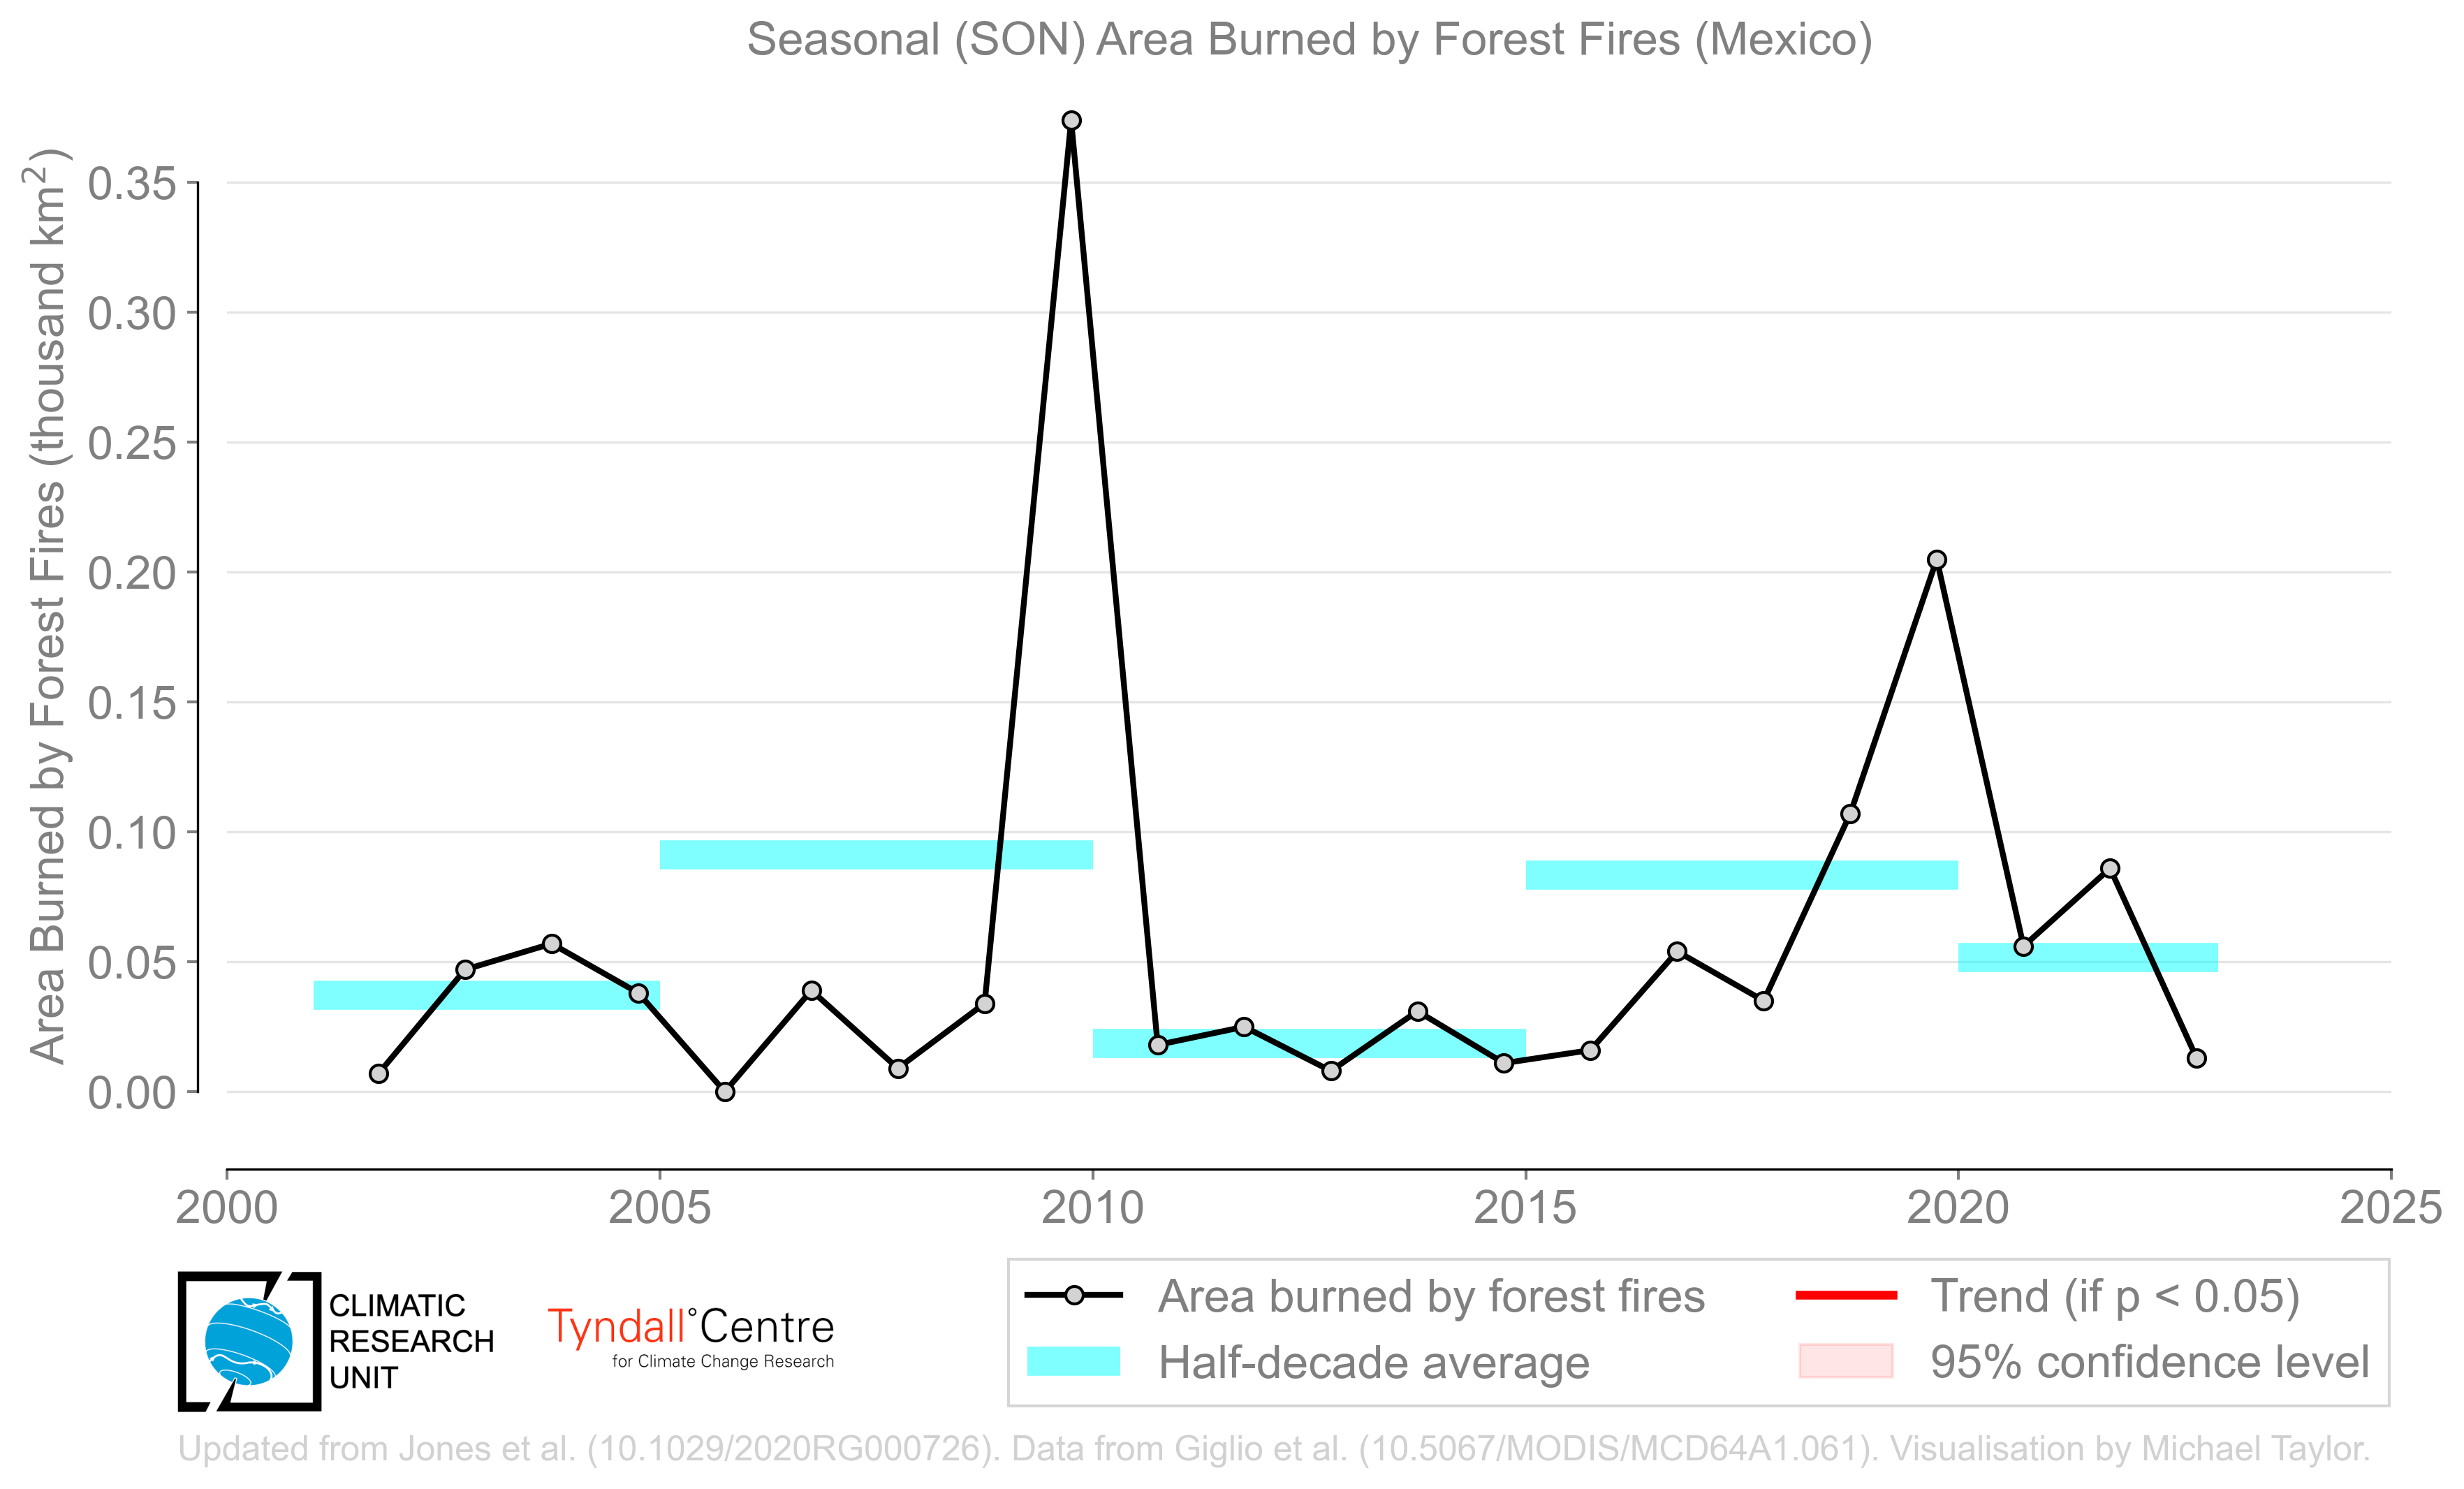 Seasonal (SON) Area Burned by Forest Fires (Mexico)
Area Burned by Forest Fires (thousand km²)
0.35
0.30
0.25
0.20
0.15
0.10
0.05
0.00
2000 2005 2010 2015 2020 2025
CLIMATIC
RESEARCH
UNIT
Tyndall°Centre
for Climate Change Research
Area burned by forest fires
Half-decade average
Trend (if p < 0.05)
95% confidence level
Updated from Jones et al. (10.1029/2020RG000726). Data from Giglio et al. (10.5067/MODIS/MCD64A1.061). Visualisation by Michael Taylor.